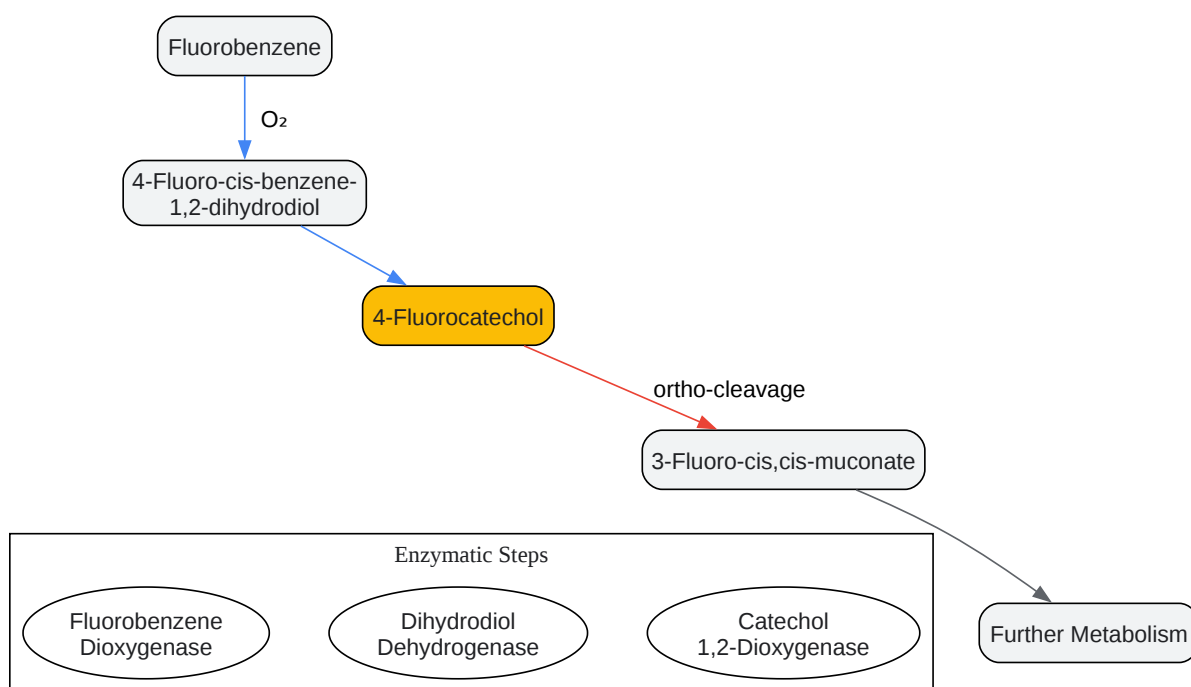 Fluorobenzene
O₂
4-Fluoro-cis-benzene-
1,2-dihydrodiol
4-Fluorocatechol
ortho-cleavage
3-Fluoro-cis,cis-muconate
Enzymatic Steps
Fluorobenzene
Dioxygenase
Dihydrodiol
Dehydrogenase
Catechol
1,2-Dioxygenase
Further Metabolism